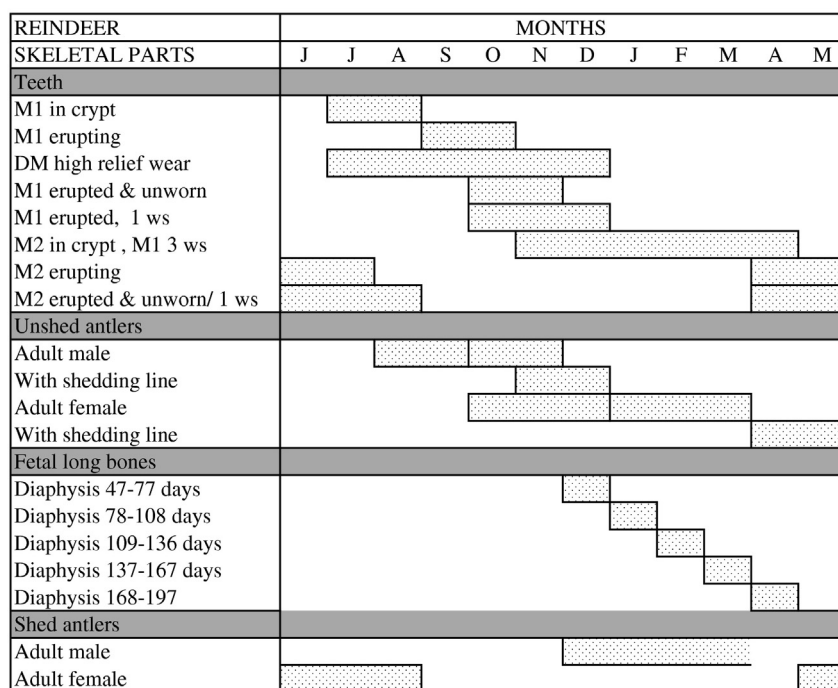 REINDEER MONTHS
SKELETAL PARTS J J A S O N D J F M A M
Teeth
M1 in crypt
M1 erupting
DM high relief wear
M1 erupted & unworn
M1 erupted, 1 ws
M2 in crypt , M1 3 ws
M2 erupting
M2 erupted & unworn/ 1 ws
Unshed antlers
Adult male
With shedding line
Adult female
With shedding line
Fetal long bones
Diaphysis 47-77 days
Diaphysis 78-108 days
Diaphysis 109-136 days
Diaphysis 137-167 days
Diaphysis 168-197
Shed antlers
Adult male
Adult female